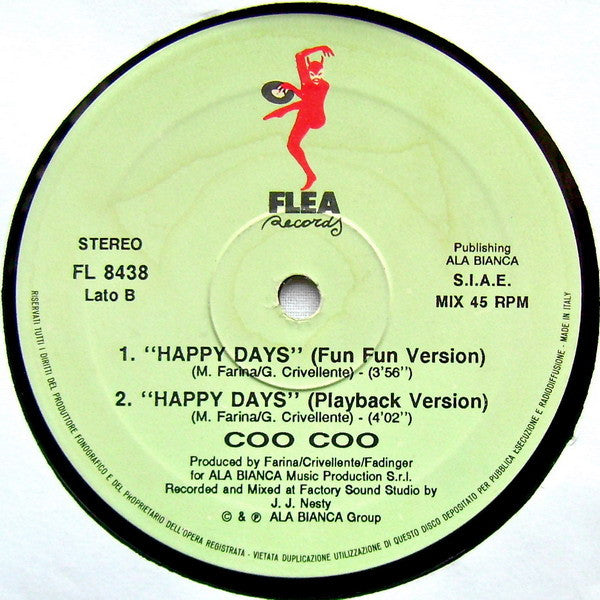 FLEA
Records
STEREO
FL 8438
Lato B
Publishing
ALA BIANCA
S.I.A.E.
MIX 45 RPM
1. "HAPPY DAYS" (Fun Fun Version)
(M. Farina/G. Crivellente) - (3'56")
2. "HAPPY DAYS" (Playback Version)
(M. Farina/G. Crivellente) - (4'02")
COO COO
Produced by Farina/Crivellente/Fadinger
for ALA BIANCA Music Production S.r.l.
Recorded and Mixed at Factory Sound Studio by
J. J. Nesty
© & ℗ ALA BIANCA Group
RISERVATI TUTTI I DIRITTI DEL PRODUTTORE FONOGRAFICO E DEL PROPRIETARIO DELL'OPERA REGISTRATA - VIETATA DUPLICAZIONE UTILIZZAZIONE DI QUESTO DISCO DEPOSITATO PER PUBBLICA ESECUZIONE E RADIODIFFUSIONE - MADE IN ITALY